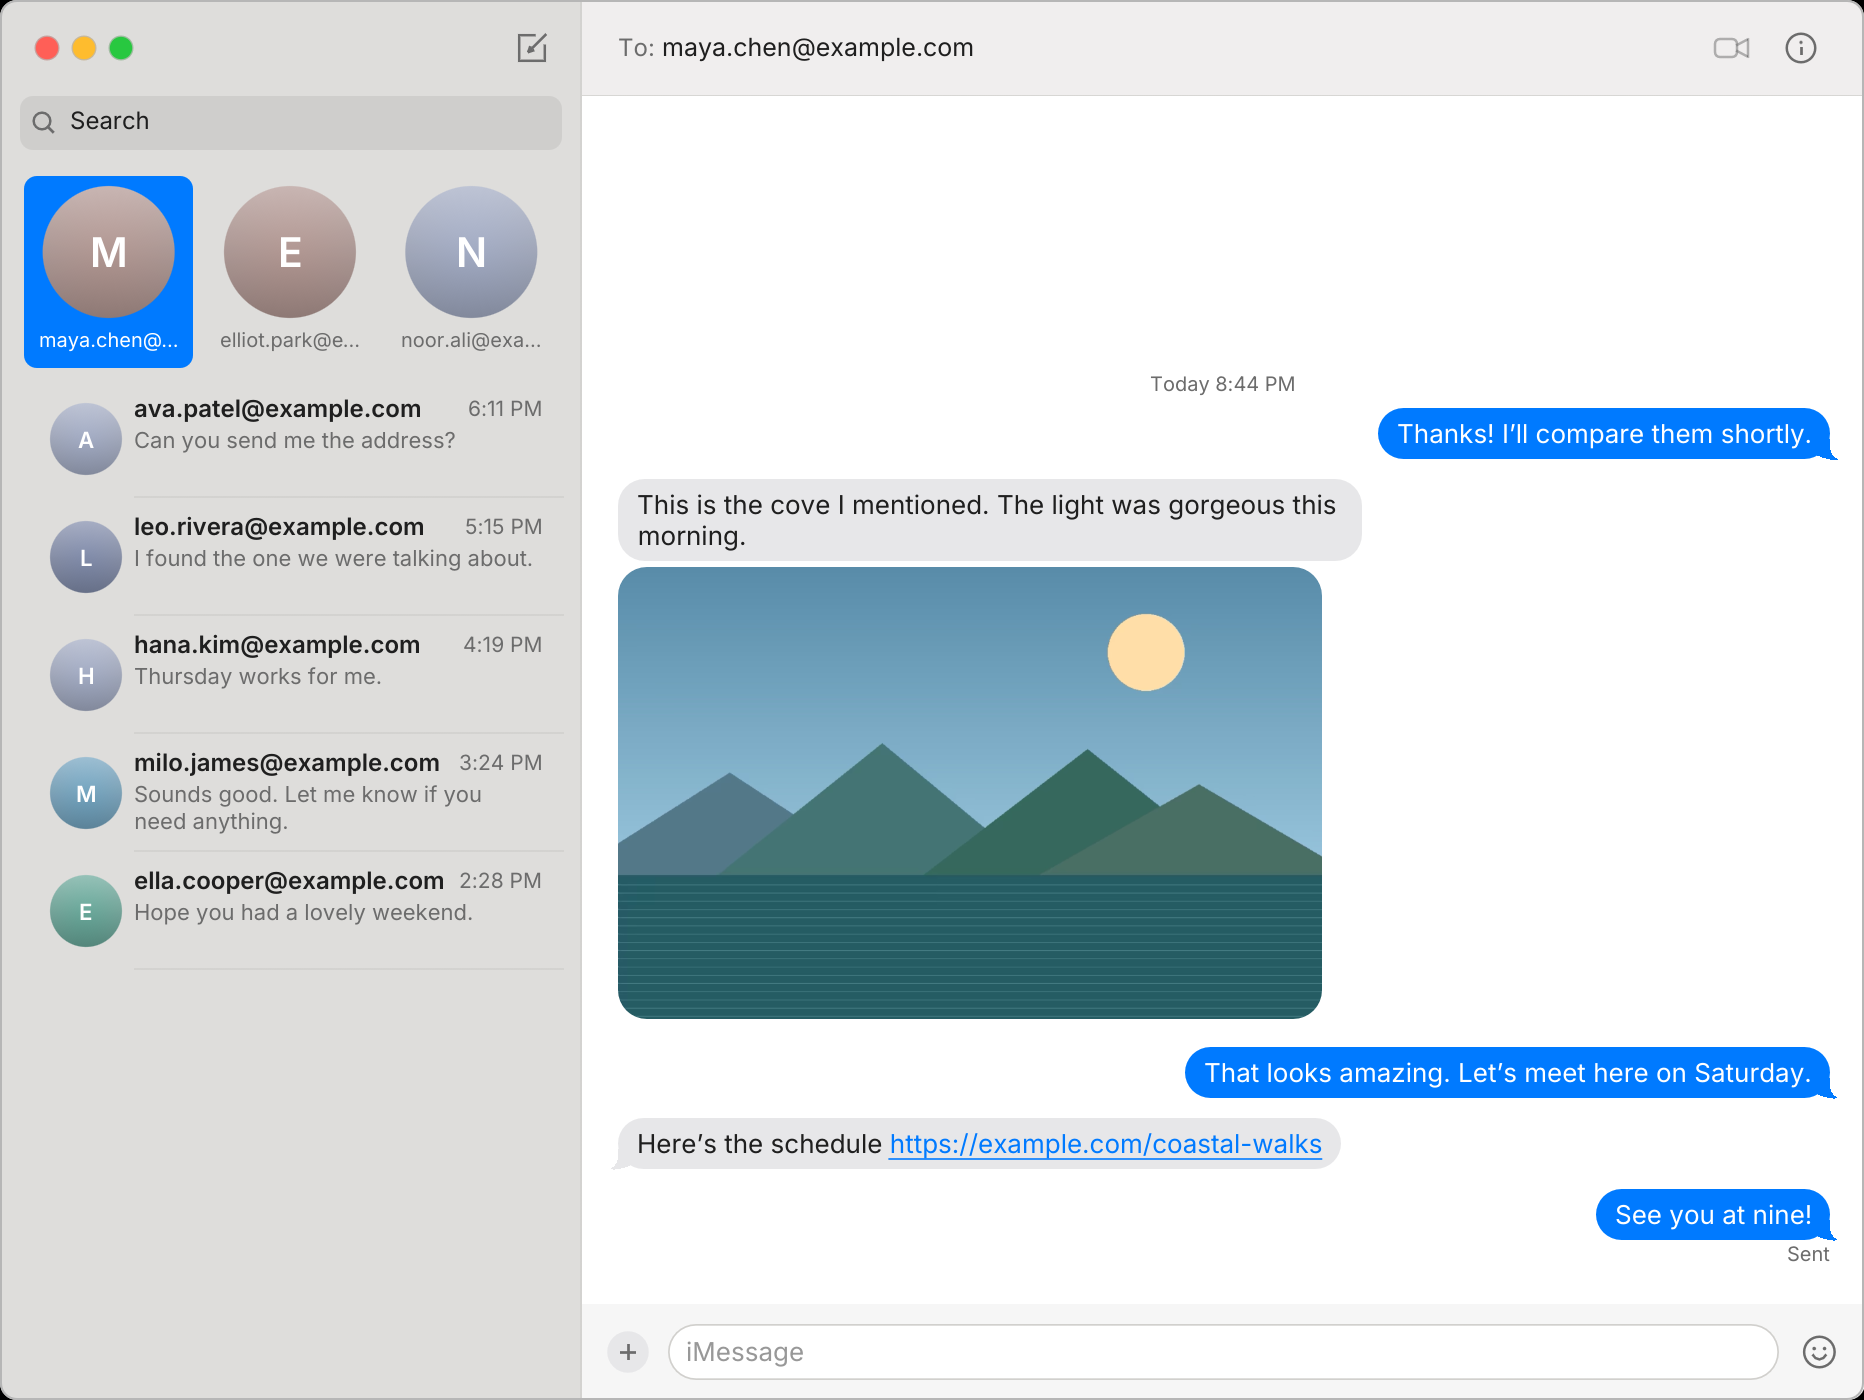 To: maya.chen@example.com
Search
M
E
N
maya.chen@...
elliot.park@e...
noor.ali@exa...
A
ava.patel@example.com 6:11 PM
Can you send me the address?
L
leo.rivera@example.com 5:15 PM
I found the one we were talking about.
H
hana.kim@example.com 4:19 PM
Thursday works for me.
M
milo.james@example.com 3:24 PM
Sounds good. Let me know if you
need anything.
E
ella.cooper@example.com 2:28 PM
Hope you had a lovely weekend.
Today 8:44 PM
Thanks! I’ll compare them shortly.
This is the cove I mentioned. The light was gorgeous this
morning.
That looks amazing. Let’s meet here on Saturday.
Here’s the schedule https://example.com/coastal-walks
See you at nine!
Sent
iMessage